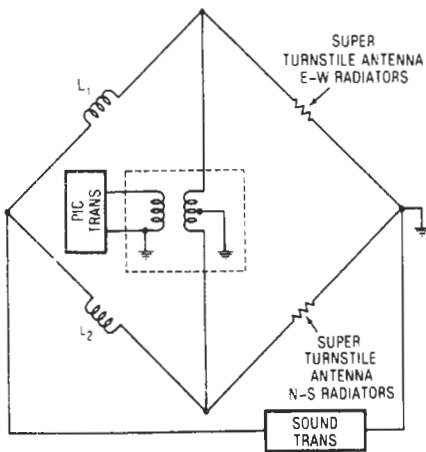 SUPER
TURNSTILE ANTENNA
E-W RADIATORS
L₁
PIC
TRANS
L₂
SUPER
TURNSTILE
ANTENNA
N-S RADIATORS
SOUND
TRANS